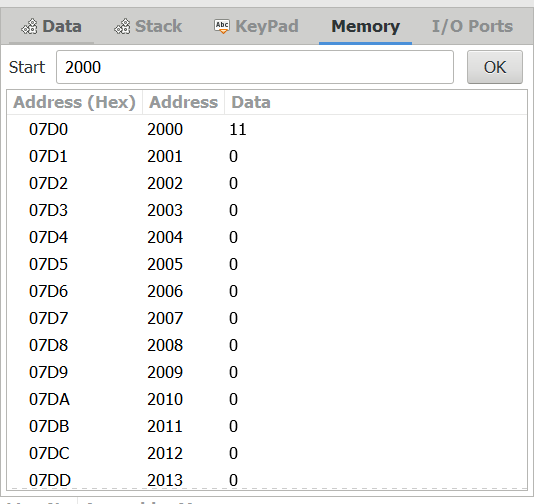 Data Stack Abc KeyPad Memory I/O Ports
Start 2000 OK
Address (Hex) Address Data
07D0 2000 11
07D1 2001 0
07D2 2002 0
07D3 2003 0
07D4 2004 0
07D5 2005 0
07D6 2006 0
07D7 2007 0
07D8 2008 0
07D9 2009 0
07DA 2010 0
07DB 2011 0
07DC 2012 0
07DD 2013 0